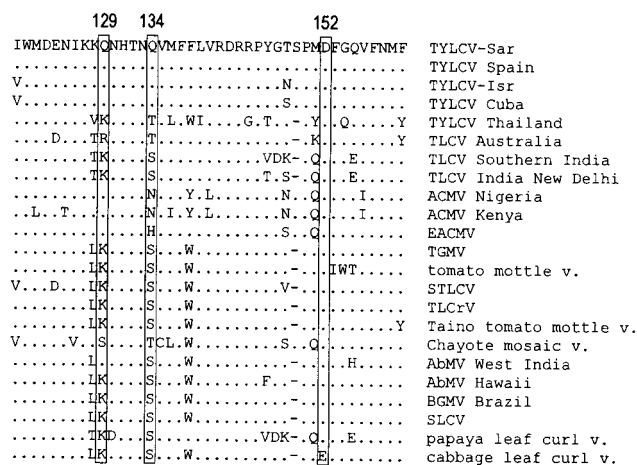 129 134 152
IWMDENIKKQNHTNQVMFFLVRDRRPYGTSPMDFGQVFNMF TYLCV-Sar
......................................... TYLCV Spain
V...........................N............ TYLCV-Isr
V...........................S............ TYLCV Cuba
........VK....T.L.WI....G.T..-.Y..Q.....Y TYLCV Thailand
....D...TR....T..............-.K........Y TLCV Australia
........TK....S...........YDK-.Q...E..... TLCV Southern India
........TK....S...........T.S-.Q...E..... TLCV India New Delhi
..............N...Y.L.......N..Q....I.... ACMV Nigeria
..L..T........N.I.Y.L.......N..Q....I.... ACMV Kenya
..............H.............S..Q......... EACMV
........LK....S...W..........-........... TGMV
........LK....S...W..........-...IWT..... tomato mottle v.
V...D...LK....S...W.........V-........... STLCV
........LK....S...W..........-........... TLCrV
........LK....S...W..........-..........Y Taino tomato mottle v.
V.....I..S....TCL.W.........S-.Q......... Chayote mosaic v.
........L.....S...W..........-.....H..... AbMV West India
........LK....S...W.......F..-........... AbMV Hawaii
........LK....S...W..........-........... BGMV Brazil
........LK....S...W..........-........... SLCV
........TKD...S...........YDK-.Q...E..... papaya leaf curl v.
........LK....S...W..........-..E........ cabbage leaf curl v.